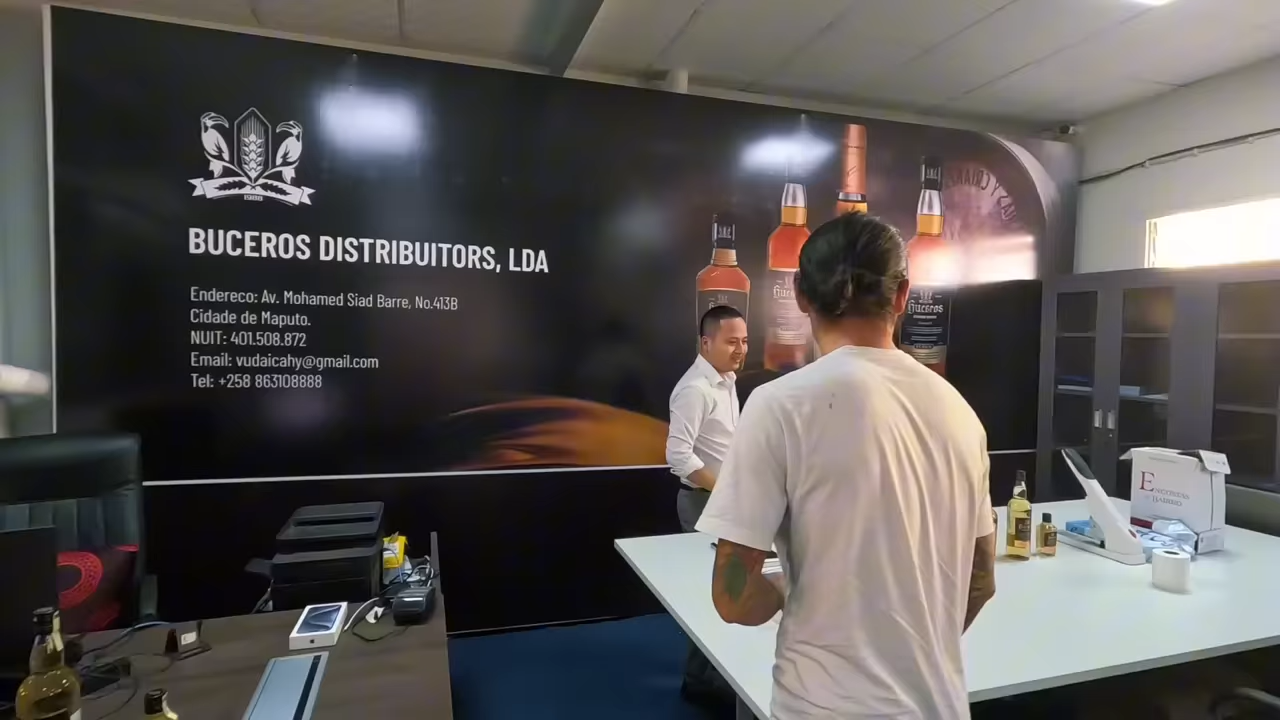 BUCEROS DISTRIBUITORS, LDA
Endereco: Av. Mohamed Siad Barre, No.413B
Cidade de Maputo.
NUIT: 401.508.872
Email: vudaicahy@gmail.com
Tel: +258 863108888
Buceros